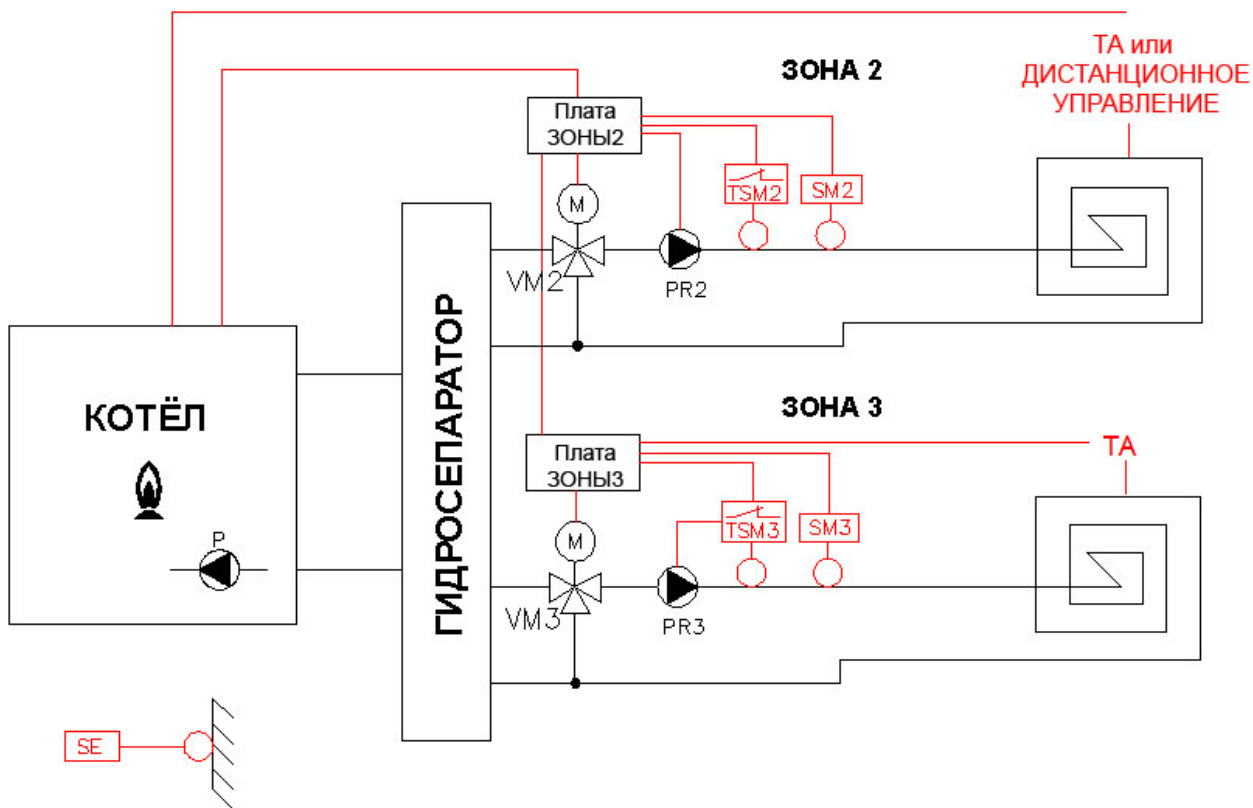 ТА или
ДИСТАНЦИОННОЕ
УПРАВЛЕНИЕ
ЗОНА 2
Плата
ЗОНЫ2
TSM2
SM2
M
VM2
PR2
КОТЁЛ
P
ГИДРОСЕПАРАТОР
ЗОНА 3
Плата
ЗОНЫ3
ТА
TSM3
SM3
M
VM3
PR3
SE